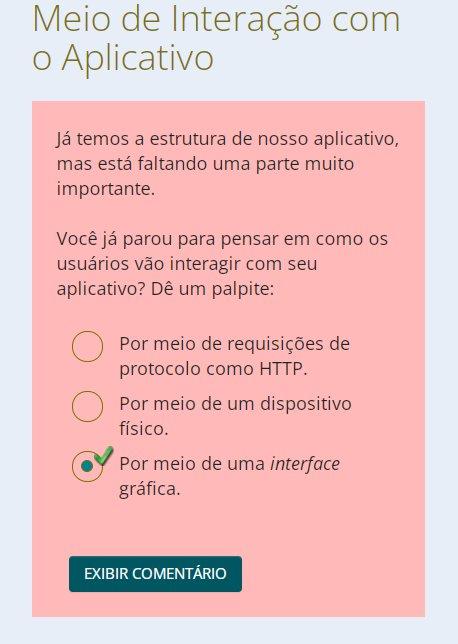 Meio de Interação com
o Aplicativo
Já temos a estrutura de nosso aplicativo,
mas está faltando uma parte muito
importante.
Você já parou para pensar em como os
usuários vão interagir com seu
aplicativo? Dê um palpite:
Por meio de requisições de
protocolo como HTTP.
Por meio de um dispositivo
físico.
Por meio de uma interface
gráfica.
EXIBIR COMENTÁRIO